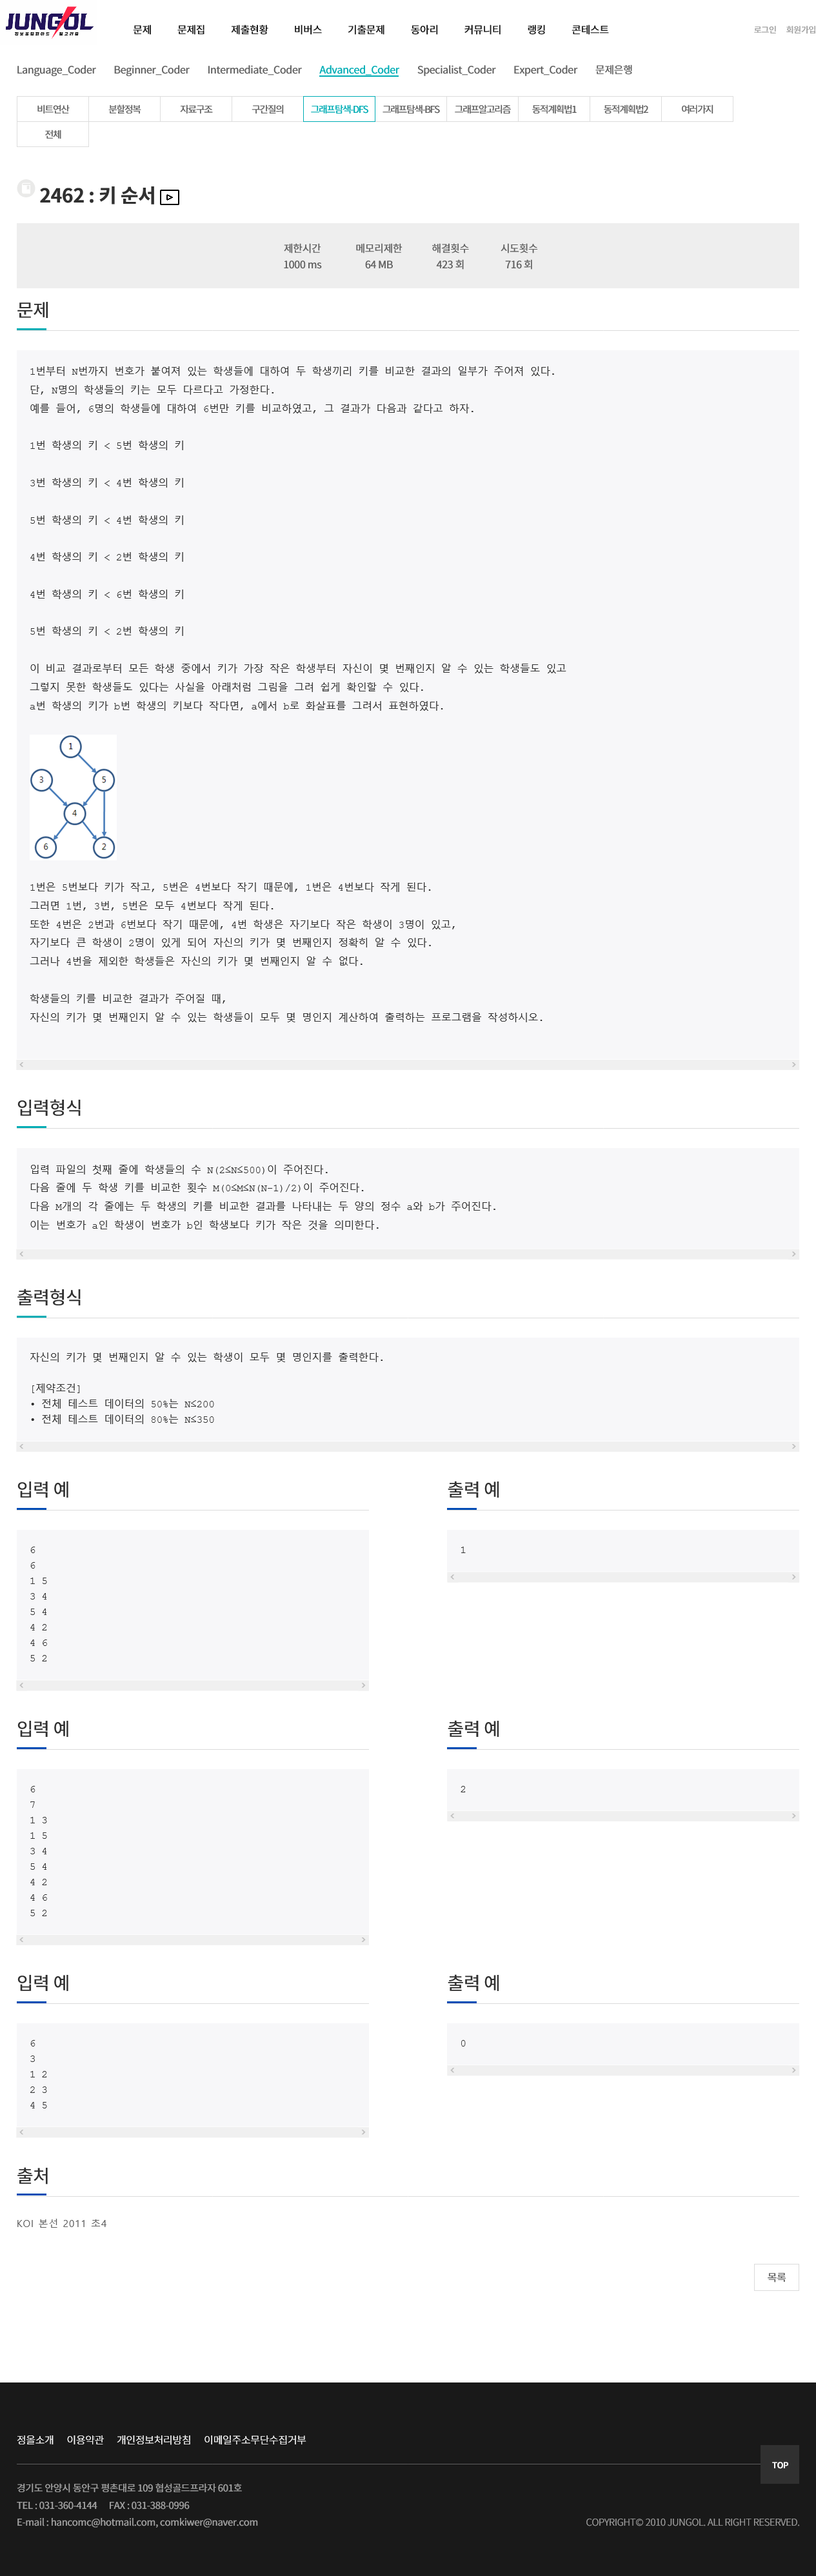 JUNGOL
정보올림피아드 & 알고리즘
문제 문제집 제출현황 비버스 기출문제 동아리 커뮤니티 랭킹 콘테스트
로그인 회원가입
Language_Coder Beginner_Coder Intermediate_Coder Advanced_Coder Specialist_Coder Expert_Coder 문제은행
비트연산 분할정복 자료구조 구간질의 그래프탐색-DFS 그래프탐색-BFS 그래프알고리즘 동적계획법1 동적계획법2 여러가지
전체
2462 : 키 순서
제한시간 메모리제한 해결횟수 시도횟수
1000 ms 64 MB 423 회 716 회
문제
1번부터 N번까지 번호가 붙여져 있는 학생들에 대하여 두 학생끼리 키를 비교한 결과의 일부가 주어져 있다.
단, N명의 학생들의 키는 모두 다르다고 가정한다.
예를 들어, 6명의 학생들에 대하여 6번만 키를 비교하였고, 그 결과가 다음과 같다고 하자.
1번 학생의 키 < 5번 학생의 키
3번 학생의 키 < 4번 학생의 키
5번 학생의 키 < 4번 학생의 키
4번 학생의 키 < 2번 학생의 키
4번 학생의 키 < 6번 학생의 키
5번 학생의 키 < 2번 학생의 키
이 비교 결과로부터 모든 학생 중에서 키가 가장 작은 학생부터 자신이 몇 번째인지 알 수 있는 학생들도 있고
그렇지 못한 학생들도 있다는 사실을 아래처럼 그림을 그려 쉽게 확인할 수 있다.
a번 학생의 키가 b번 학생의 키보다 작다면, a에서 b로 화살표를 그려서 표현하였다.
1
3 5
4
6 2
1번은 5번보다 키가 작고, 5번은 4번보다 작기 때문에, 1번은 4번보다 작게 된다.
그러면 1번, 3번, 5번은 모두 4번보다 작게 된다.
또한 4번은 2번과 6번보다 작기 때문에, 4번 학생은 자기보다 작은 학생이 3명이 있고,
자기보다 큰 학생이 2명이 있게 되어 자신의 키가 몇 번째인지 정확히 알 수 있다.
그러나 4번을 제외한 학생들은 자신의 키가 몇 번째인지 알 수 없다.
학생들의 키를 비교한 결과가 주어질 때,
자신의 키가 몇 번째인지 알 수 있는 학생들이 모두 몇 명인지 계산하여 출력하는 프로그램을 작성하시오.
입력형식
입력 파일의 첫째 줄에 학생들의 수 N(2≤N≤500)이 주어진다.
다음 줄에 두 학생 키를 비교한 횟수 M(0≤M≤N(N-1)/2)이 주어진다.
다음 M개의 각 줄에는 두 학생의 키를 비교한 결과를 나타내는 두 양의 정수 a와 b가 주어진다.
이는 번호가 a인 학생이 번호가 b인 학생보다 키가 작은 것을 의미한다.
출력형식
자신의 키가 몇 번째인지 알 수 있는 학생이 모두 몇 명인지를 출력한다.
[제약조건]
• 전체 테스트 데이터의 50%는 N≤200
• 전체 테스트 데이터의 80%는 N≤350
입력 예
6
6
1 5
3 4
5 4
4 2
4 6
5 2
출력 예
1
입력 예
6
7
1 3
1 5
3 4
5 4
4 2
4 6
5 2
출력 예
2
입력 예
6
3
1 2
2 3
4 5
출력 예
0
출처
KOI 본선 2011 초4
목록
정올소개 이용약관 개인정보처리방침 이메일주소무단수집거부
TOP
경기도 안양시 동안구 평촌대로 109 협성골드프라자 601호
TEL : 031-360-4144 FAX : 031-388-0996
E-mail : hancomc@hotmail.com, comkiwer@naver.com
COPYRIGHT© 2010 JUNGOL. ALL RIGHT RESERVED.